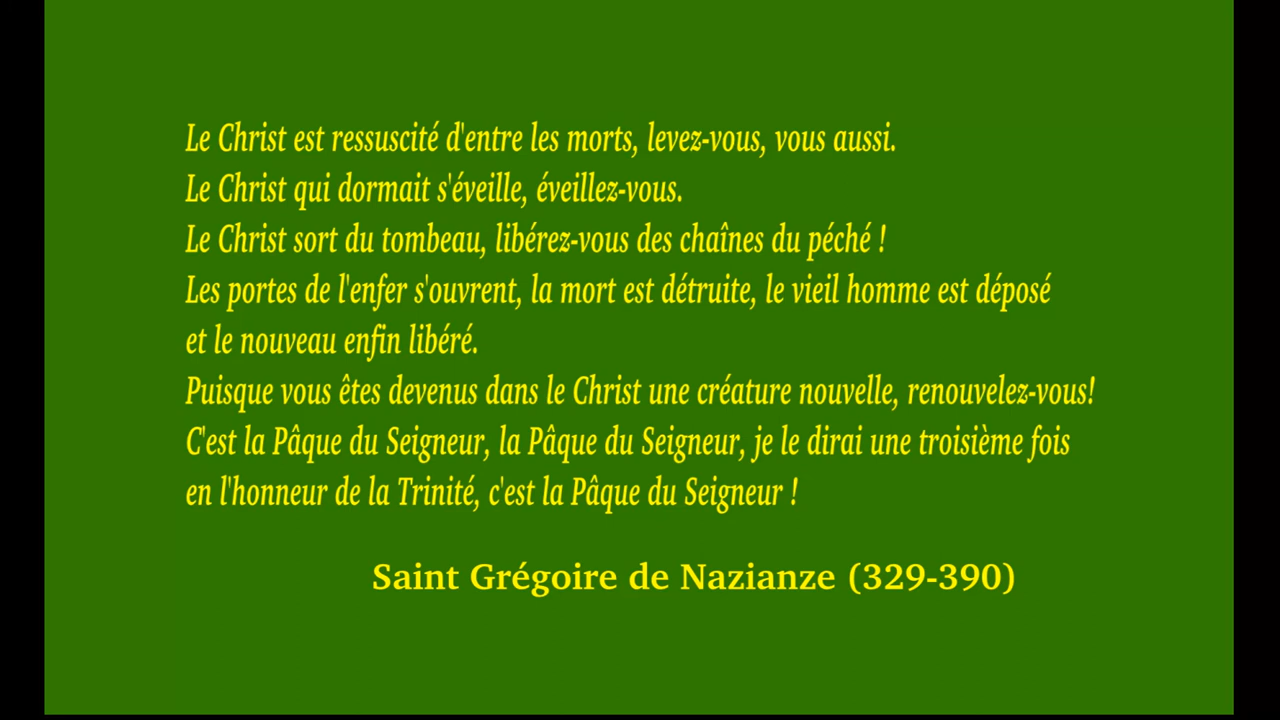 Le Christ est ressuscité d'entre les morts, levez-vous, vous aussi.
Le Christ qui dormait s'éveille, éveillez-vous.
Le Christ sort du tombeau, libérez-vous des chaînes du péché !
Les portes de l'enfer s'ouvrent, la mort est détruite, le vieil homme est déposé
et le nouveau enfin libéré.
Puisque vous êtes devenus dans le Christ une créature nouvelle, renouvelez-vous!
C'est la Pâque du Seigneur, la Pâque du Seigneur, je le dirai une troisième fois
en l'honneur de la Trinité, c'est la Pâque du Seigneur !
Saint Grégoire de Nazianze (329-390)